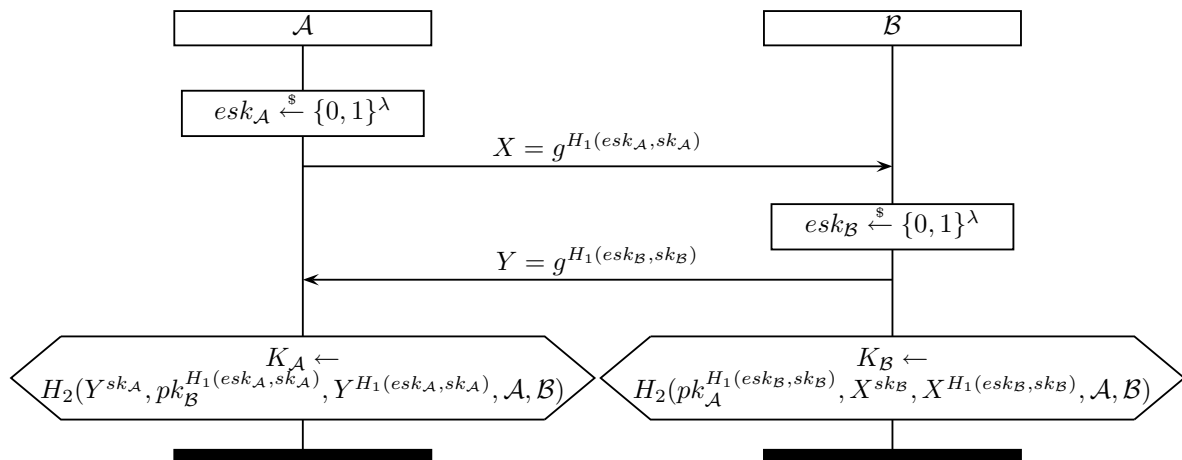 𝒜 ℬ
esk_𝒜 ←$ {0, 1}^λ
X = g^{H_1(esk_𝒜, sk_𝒜)}
esk_ℬ ←$ {0, 1}^λ
Y = g^{H_1(esk_ℬ, sk_ℬ)}
K_𝒜 ←
H_2(Y^{sk_𝒜}, pk_ℬ^{H_1(esk_𝒜, sk_𝒜)}, Y^{H_1(esk_𝒜, sk_𝒜)}, 𝒜, ℬ)
K_ℬ ←
H_2(pk_𝒜^{H_1(esk_ℬ, sk_ℬ)}, X^{sk_ℬ}, X^{H_1(esk_ℬ, sk_ℬ)}, 𝒜, ℬ)